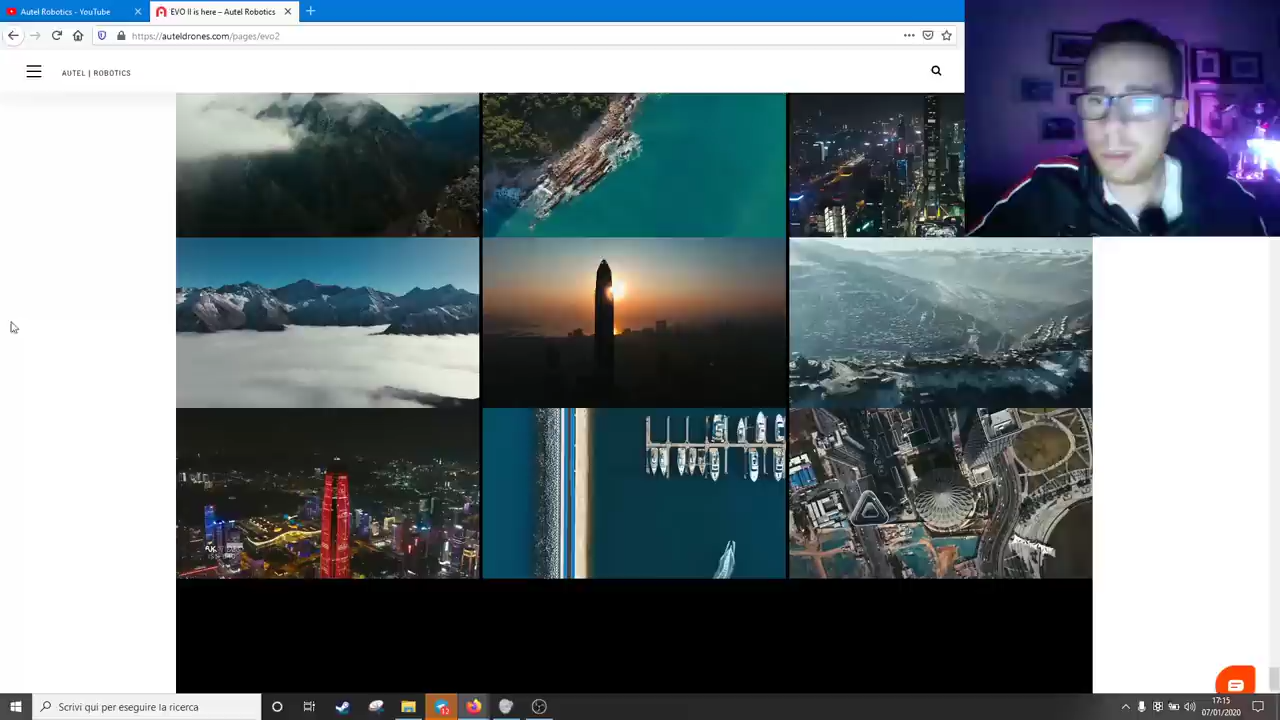 Autel Robotics - YouTube
EVO II is here – Autel Robotics
https://auteldrones.com/pages/evo2
AUTEL | ROBOTICS
Scrivi qui per eseguire la ricerca
12
17:15
07/01/2020